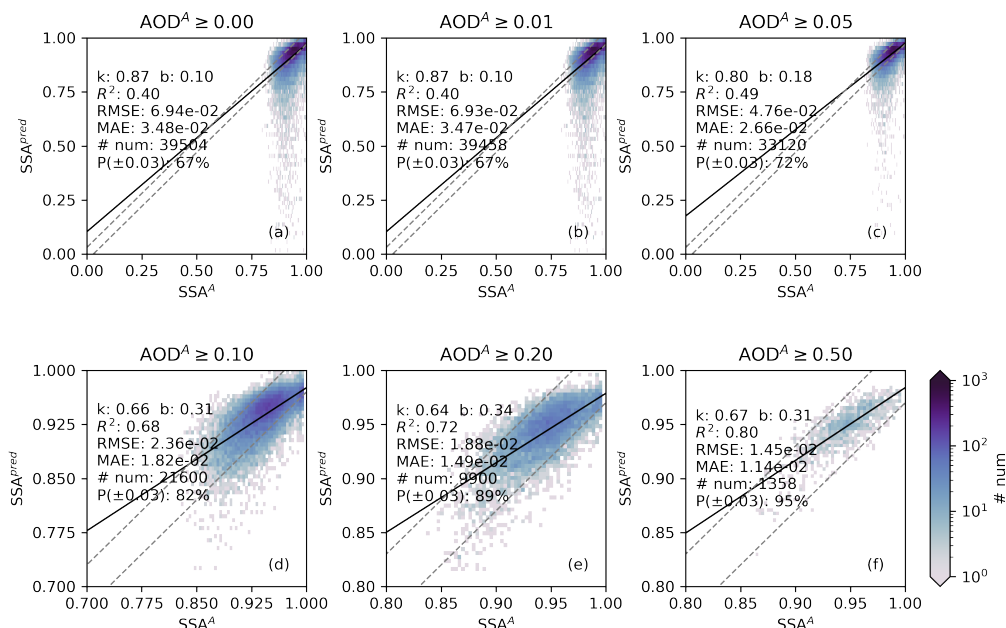 AOD^A ≥ 0.00
1.00
0.75
0.50
0.25
0.00
SSA^pred
k: 0.87 b: 0.10
R²: 0.40
RMSE: 6.94e-02
MAE: 3.48e-02
# num: 39504
P(±0.03): 67%
(a)
0.00 0.25 0.50 0.75 1.00
SSA^A
AOD^A ≥ 0.01
1.00
0.75
0.50
0.25
0.00
SSA^pred
k: 0.87 b: 0.10
R²: 0.40
RMSE: 6.93e-02
MAE: 3.47e-02
# num: 39458
P(±0.03): 67%
(b)
0.00 0.25 0.50 0.75 1.00
SSA^A
AOD^A ≥ 0.05
1.00
0.75
0.50
0.25
0.00
SSA^pred
k: 0.80 b: 0.18
R²: 0.49
RMSE: 4.76e-02
MAE: 2.66e-02
# num: 33120
P(±0.03): 72%
(c)
0.00 0.25 0.50 0.75 1.00
SSA^A
AOD^A ≥ 0.10
1.000
0.925
0.850
0.775
0.700
SSA^pred
k: 0.66 b: 0.31
R²: 0.68
RMSE: 2.36e-02
MAE: 1.82e-02
# num: 21600
P(±0.03): 82%
(d)
0.700 0.775 0.850 0.925 1.000
SSA^A
AOD^A ≥ 0.20
1.00
0.95
0.90
0.85
0.80
SSA^pred
k: 0.64 b: 0.34
R²: 0.72
RMSE: 1.88e-02
MAE: 1.49e-02
# num: 9900
P(±0.03): 89%
(e)
0.80 0.85 0.90 0.95 1.00
SSA^A
AOD^A ≥ 0.50
1.00
0.95
0.90
0.85
0.80
SSA^pred
k: 0.67 b: 0.31
R²: 0.80
RMSE: 1.45e-02
MAE: 1.14e-02
# num: 1358
P(±0.03): 95%
(f)
0.80 0.85 0.90 0.95 1.00
SSA^A
10³
10²
10¹
10⁰
# num